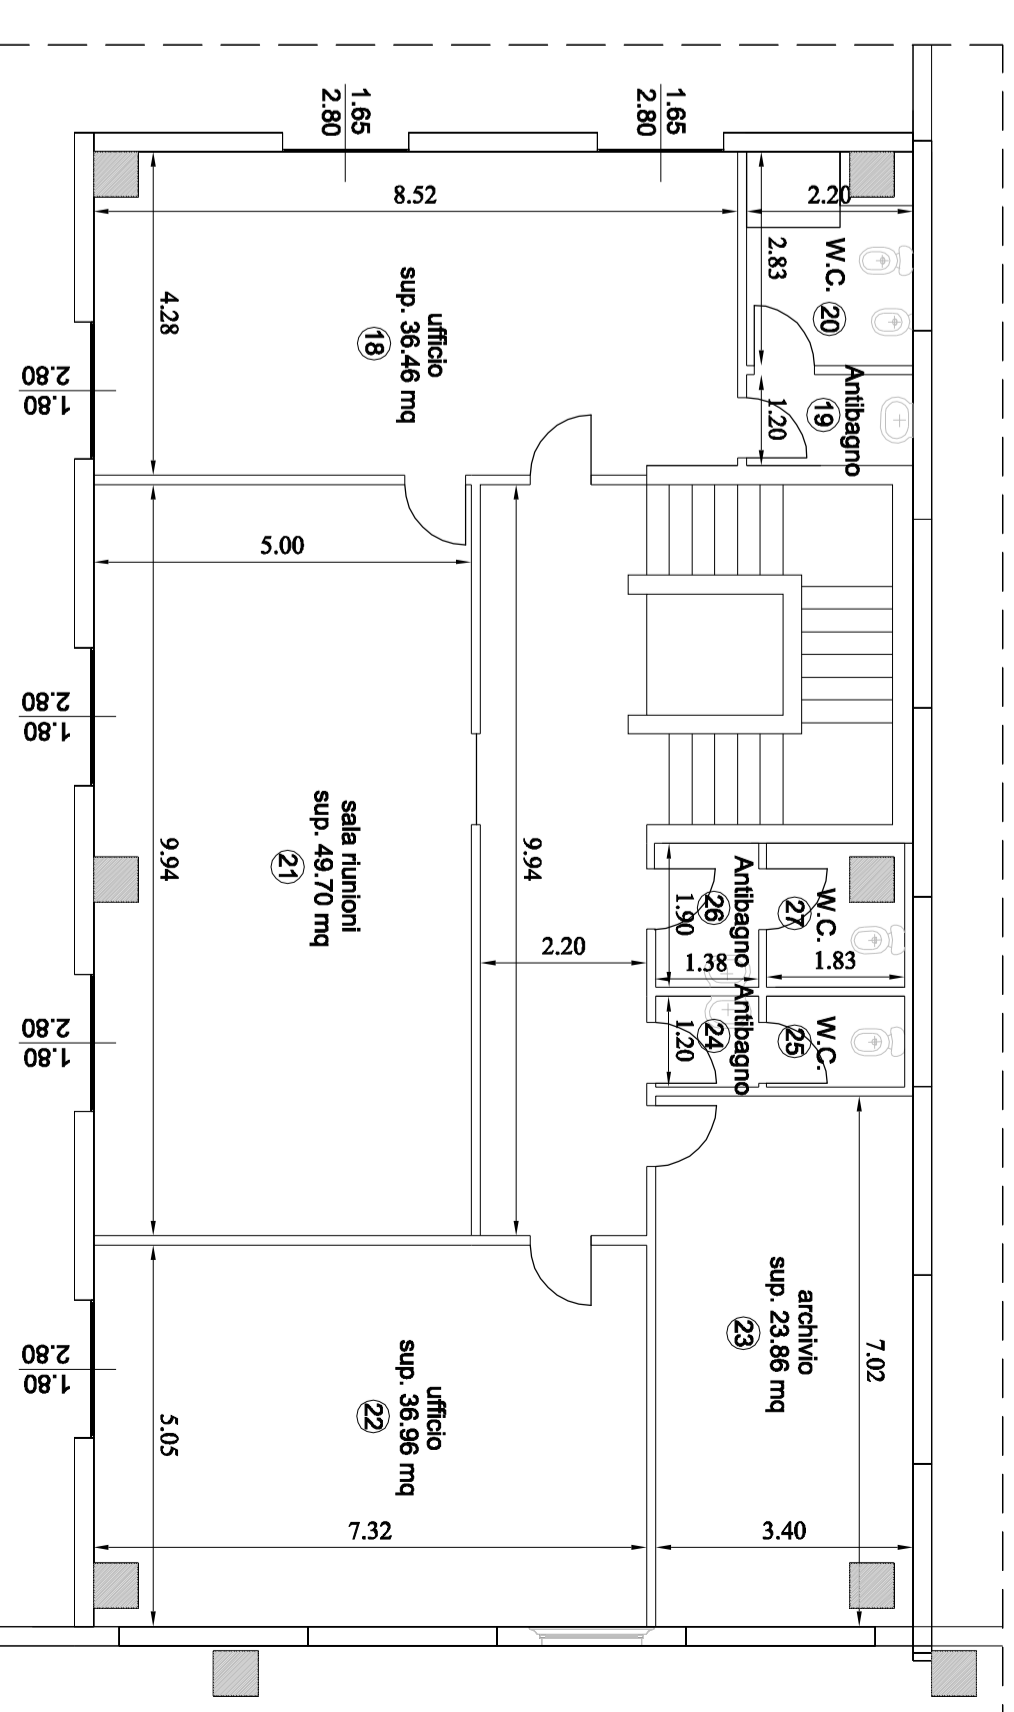 1.65
2.80
1.65
2.80
8.52
2.20
2.83
W.C.
20
4.28
ufficio
sup. 36.46 mq
18
Antibagno
19
1.20
2.80
1.80
5.00
2.80
1.80
sala riunioni
sup. 49.70 mq
21
9.94
9.94
2.20
Antibagno
26
1.90
1.38
W.C.
27
1.83
Antibagno
24
1.20
W.C.
25
2.80
1.80
archivio
sup. 23.86 mq
23
7.02
2.80
1.80
ufficio
sup. 36.96 mq
22
5.05
7.32
3.40